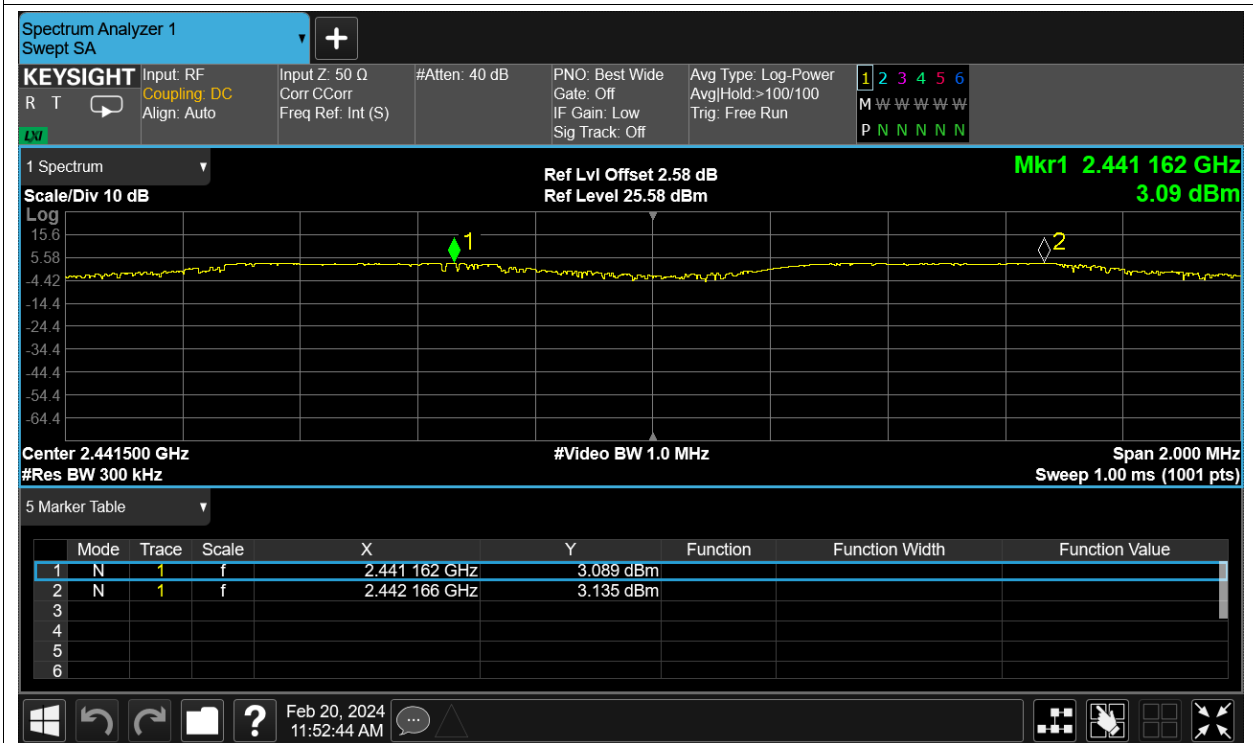 Spectrum Analyzer 1
Swept SA
+
KEYSIGHT Input: RF Input Z: 50 Ω #Atten: 40 dB PNO: Best Wide Avg Type: Log-Power 1 2 3 4 5 6
R T Coupling: DC Corr CCorr Gate: Off Avg|Hold:>100/100 M W W W W W
Align: Auto Freq Ref: Int (S) IF Gain: Low Trig: Free Run
LXI Sig Track: Off P N N N N N
1 Spectrum Ref Lvl Offset 2.58 dB Mkr1 2.441 162 GHz
Scale/Div 10 dB Ref Level 25.58 dBm 3.09 dBm
Log
15.6
1 2
5.58
-4.42
-14.4
-24.4
-34.4
-44.4
-54.4
-64.4
Center 2.441500 GHz #Video BW 1.0 MHz Span 2.000 MHz
#Res BW 300 kHz Sweep 1.00 ms (1001 pts)
5 Marker Table
Mode Trace Scale X Y Function Function Width Function Value
1 N 1 f 2.441 162 GHz 3.089 dBm
2 N 1 f 2.442 166 GHz 3.135 dBm
3
4
5
6
? Feb 20, 2024
11:52:44 AM